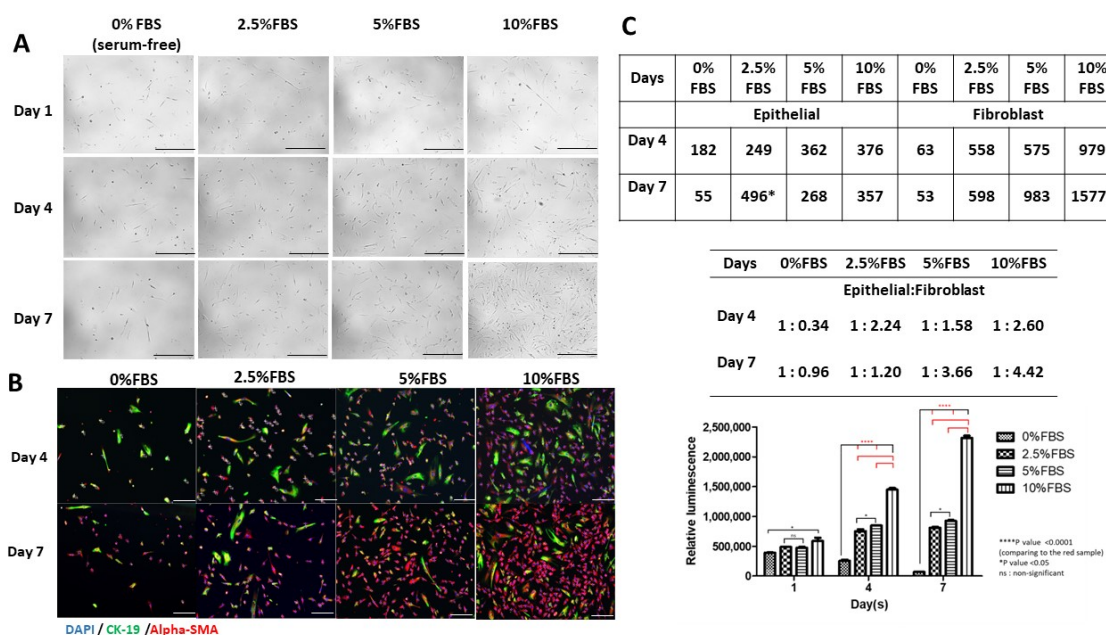 A
0% FBS
(serum-free)
2.5%FBS
5%FBS
10%FBS
Day 1
Day 4
Day 7
B
0%FBS
2.5%FBS
5%FBS
10%FBS
Day 4
Day 7
DAPI / CK-19 /Alpha-SMA
C
Days 0% FBS 2.5% FBS 5% FBS 10% FBS 0% FBS 2.5% FBS 5% FBS 10% FBS
Epithelial Fibroblast
Day 4 182 249 362 376 63 558 575 979
Day 7 55 496* 268 357 53 598 983 1577
Days 0%FBS 2.5%FBS 5%FBS 10%FBS
Epithelial:Fibroblast
Day 4 1 : 0.34 1 : 2.24 1 : 1.58 1 : 2.60
Day 7 1 : 0.96 1 : 1.20 1 : 3.66 1 : 4.42
Relative luminescence
2,500,000
2,000,000
1,500,000
1,000,000
500,000
0
* ns
**** *
**** *
1 4 7
Day(s)
0%FBS
2.5%FBS
5%FBS
10%FBS
****P value <0.0001
(comparing to the red sample)
*P value <0.05
ns : non-significant